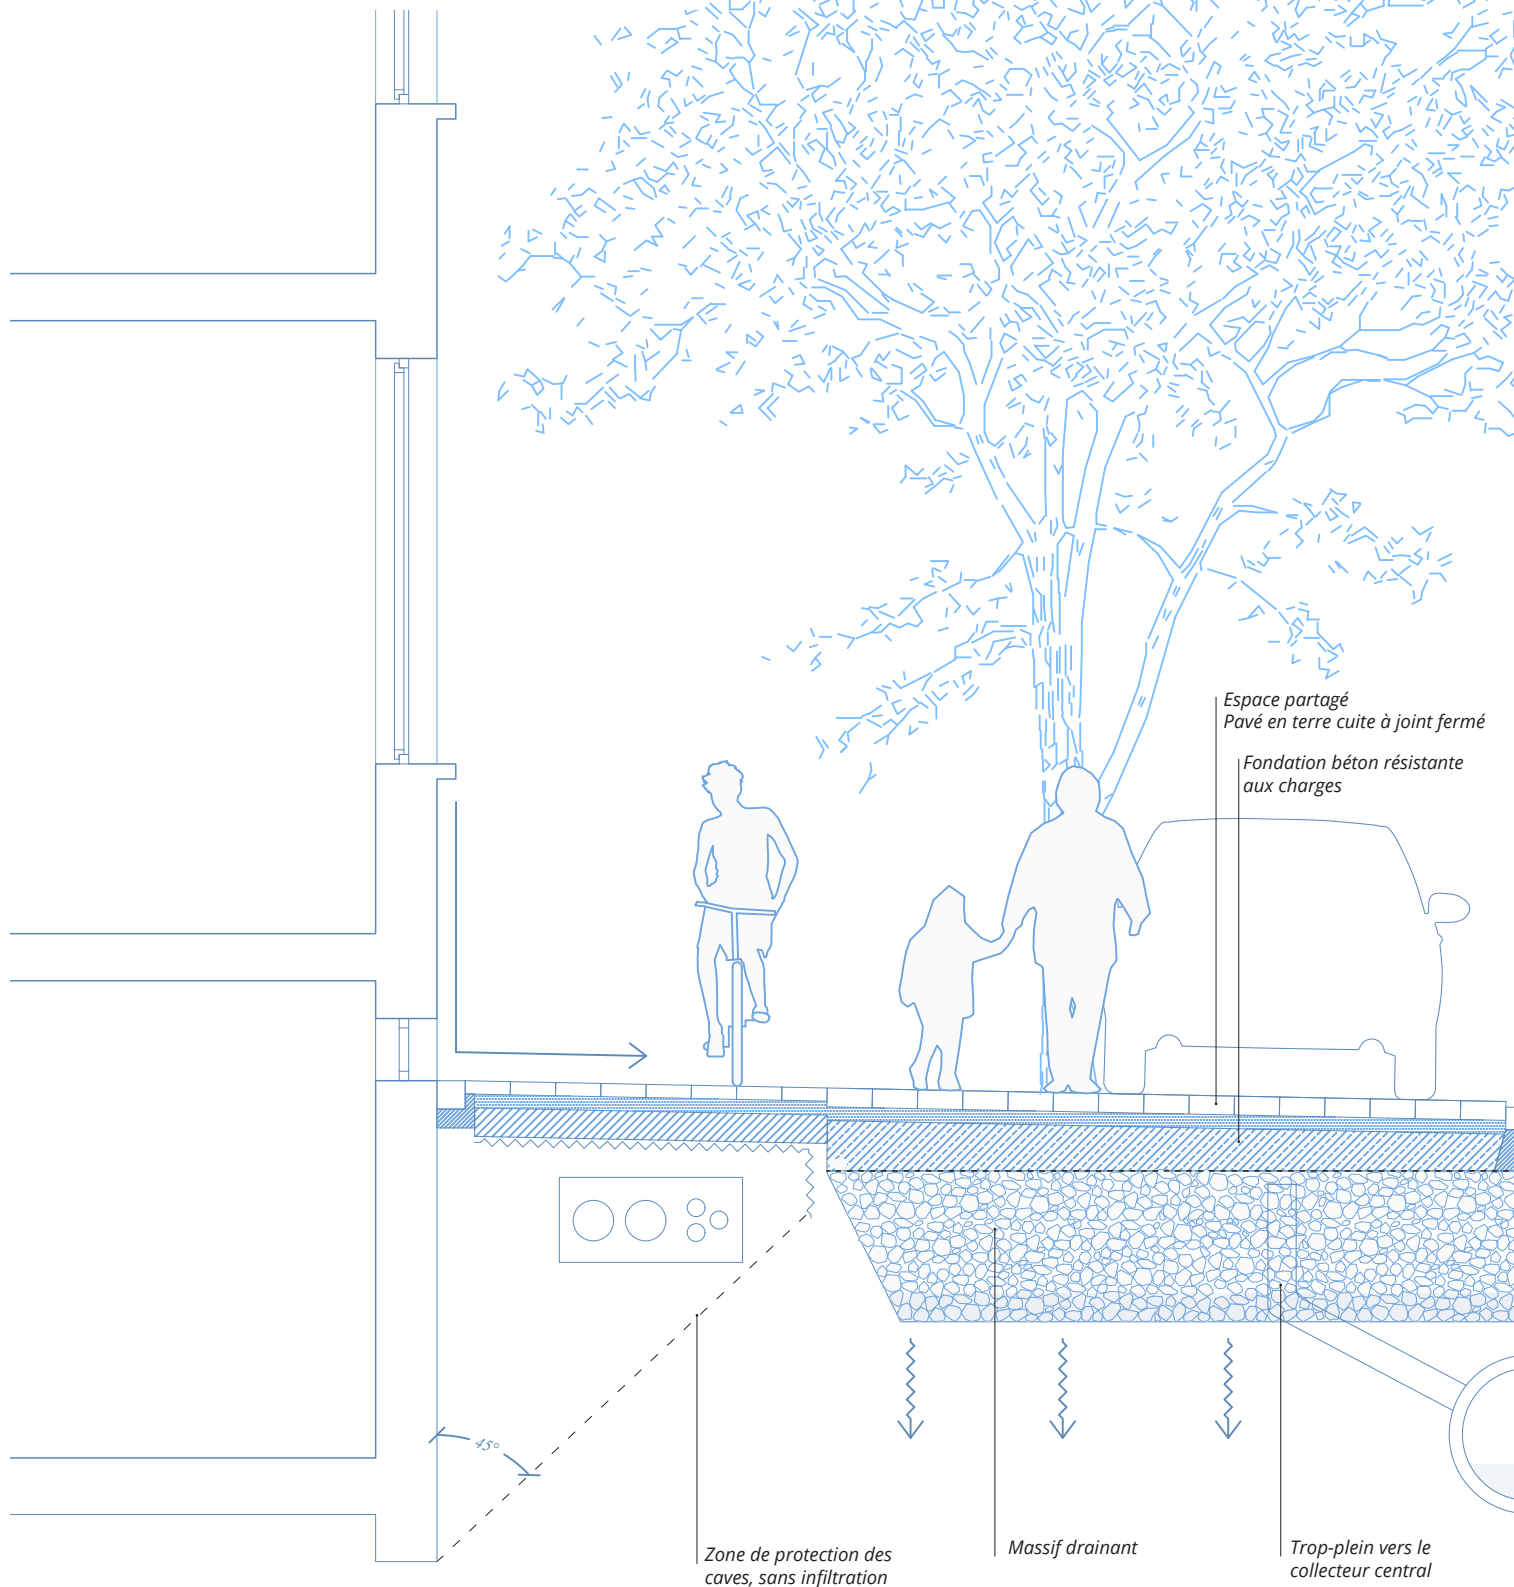 Espace partagé
Pavé en terre cuite à joint fermé
Fondation béton résistante
aux charges
45°
Zone de protection des
caves, sans infiltration
Massif drainant
Trop-plein vers le
collecteur central